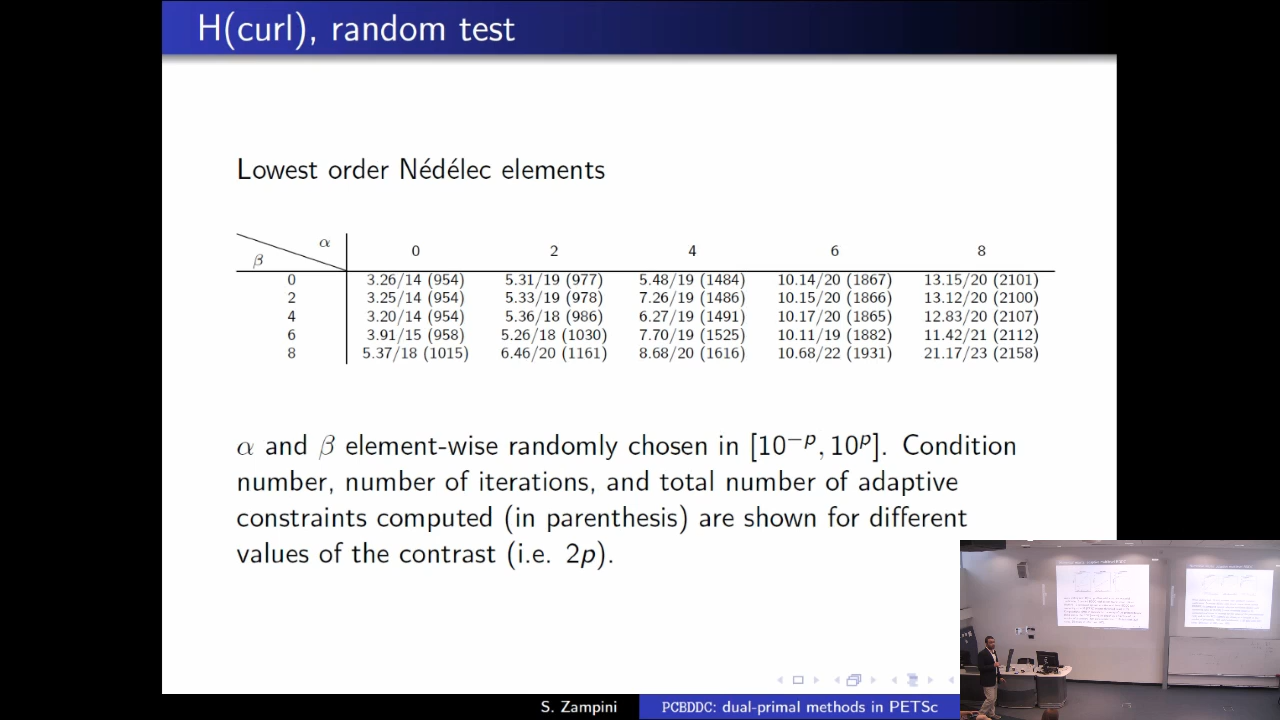 H(curl), random test
Lowest order Nédélec elements
α
β
0 2 4 6 8
0 3.26/14 (954) 5.31/19 (977) 5.48/19 (1484) 10.14/20 (1867) 13.15/20 (2101)
2 3.25/14 (954) 5.33/19 (978) 7.26/19 (1486) 10.15/20 (1866) 13.12/20 (2100)
4 3.20/14 (954) 5.36/18 (986) 6.27/19 (1491) 10.17/20 (1865) 12.83/20 (2107)
6 3.91/15 (958) 5.26/18 (1030) 7.70/19 (1525) 10.11/19 (1882) 11.42/21 (2112)
8 5.37/18 (1015) 6.46/20 (1161) 8.68/20 (1616) 10.68/22 (1931) 21.17/23 (2158)
α and β element-wise randomly chosen in [10⁻ᵖ, 10ᵖ]. Condition
number, number of iterations, and total number of adaptive
constraints computed (in parenthesis) are shown for different
values of the contrast (i.e. 2p).
S. Zampini
PCBDDC: dual-primal methods in PETSc